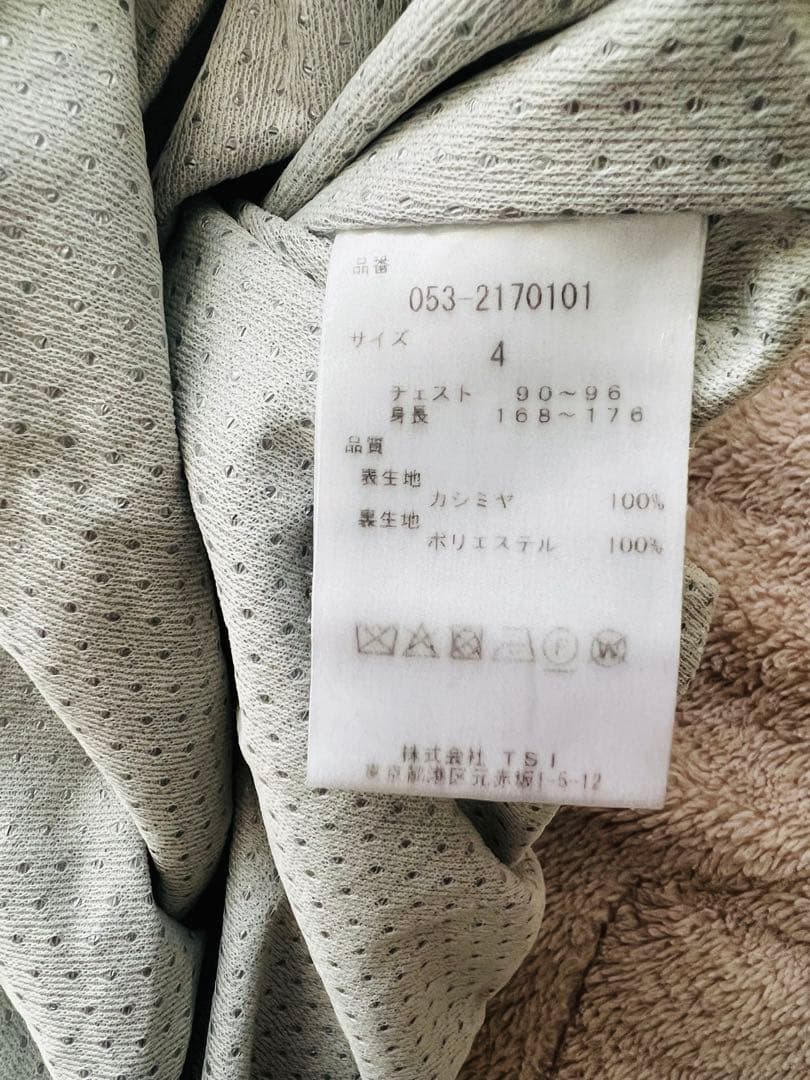 品番
053-2170101
サイズ
4
チェスト 90～96
身長 168～176
品質
表生地
カシミヤ 100%
裏生地
ポリエステル 100%
株式会社 TSI
東京都港区元赤坂1-5-12